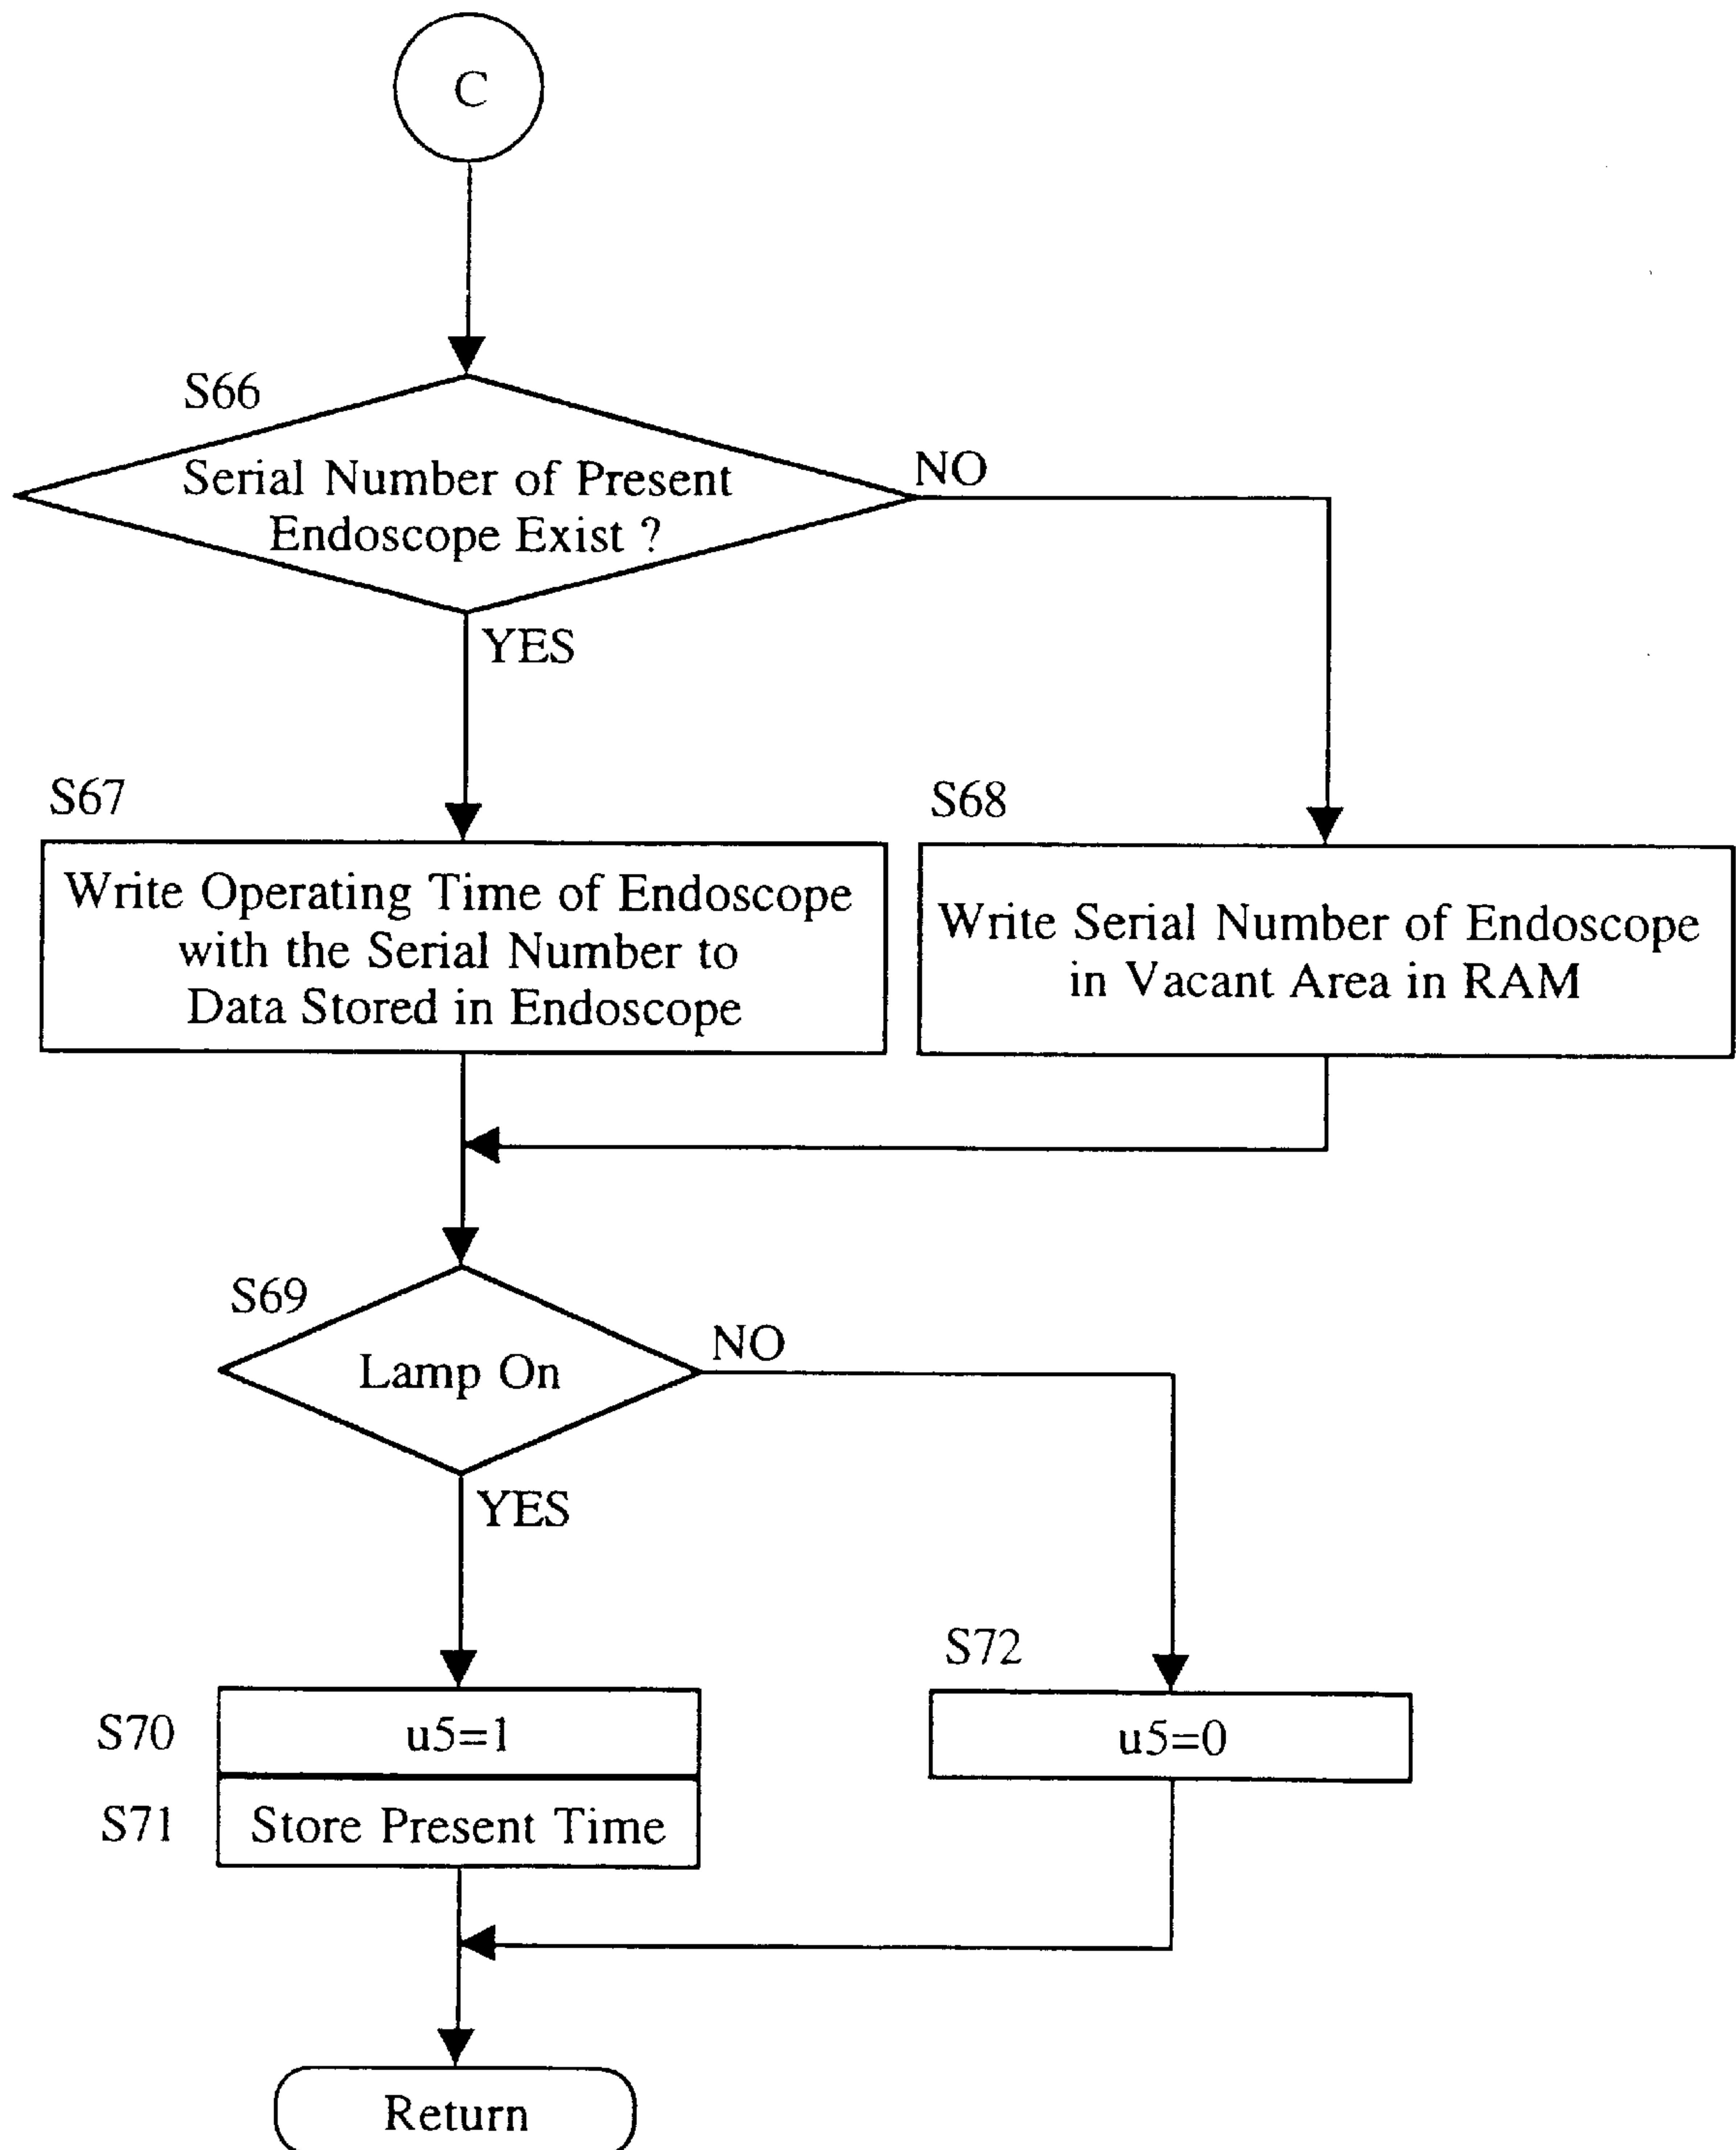 C
S66
Serial Number of Present
Endoscope Exist ?
NO
YES
S67
Write Operating Time of Endoscope
with the Serial Number to
Data Stored in Endoscope
S68
Write Serial Number of Endoscope
in Vacant Area in RAM
S69
Lamp On
NO
YES
S70
u5=1
S71
Store Present Time
S72
u5=0
Return